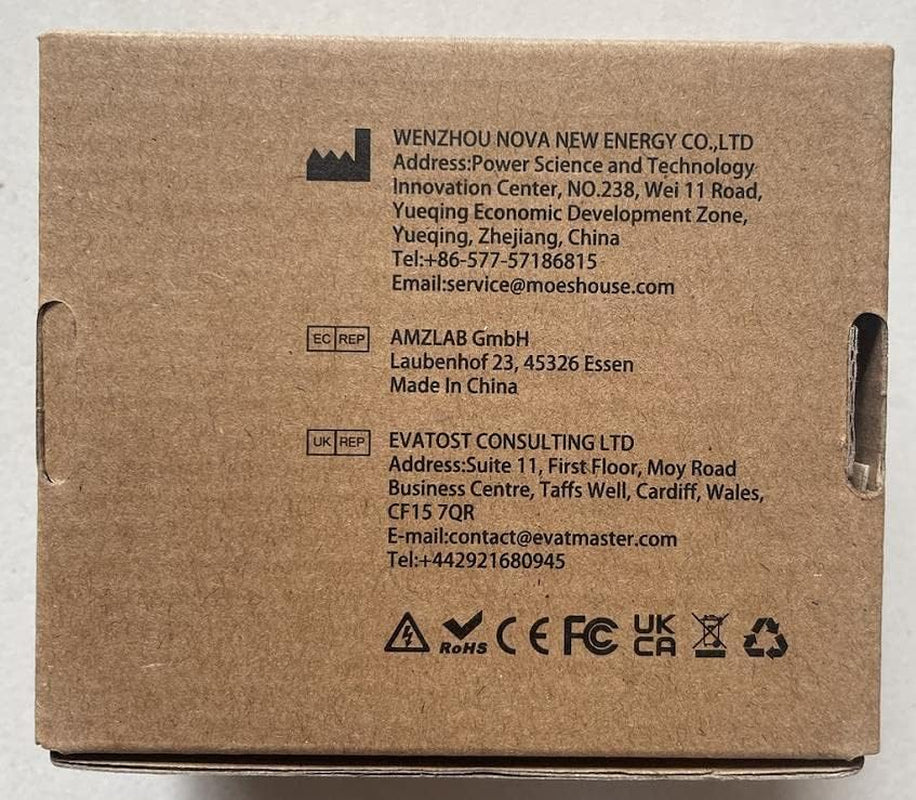 WENZHOU NOVA NEW ENERGY CO.,LTD
Address:Power Science and Technology
Innovation Center, NO.238, Wei 11 Road,
Yueqing Economic Development Zone,
Yueqing, Zhejiang, China
Tel:+86-577-57186815
Email:service@moeshouse.com
EC REP
AMZLAB GmbH
Laubenhof 23, 45326 Essen
Made In China
UK REP
EVATOST CONSULTING LTD
Address:Suite 11, First Floor, Moy Road
Business Centre, Taffs Well, Cardiff, Wales,
CF15 7QR
E-mail:contact@evatmaster.com
Tel:+442921680945
RoHS CE FC UK
CA